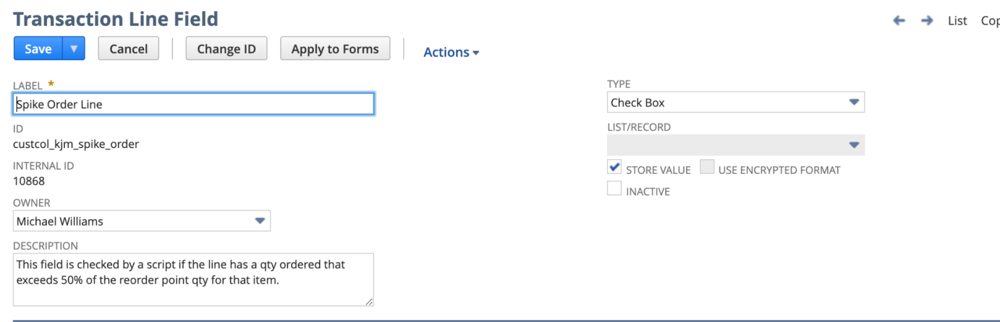 Transaction Line Field
List Cop
Save Cancel Change ID Apply to Forms Actions
LABEL *
Spike Order Line
ID
custcol_kjm_spike_order
INTERNAL ID
10868
OWNER
Michael Williams
DESCRIPTION
This field is checked by a script if the line has a qty ordered that
exceeds 50% of the reorder point qty for that item.
TYPE
Check Box
LIST/RECORD
STORE VALUE USE ENCRYPTED FORMAT
INACTIVE